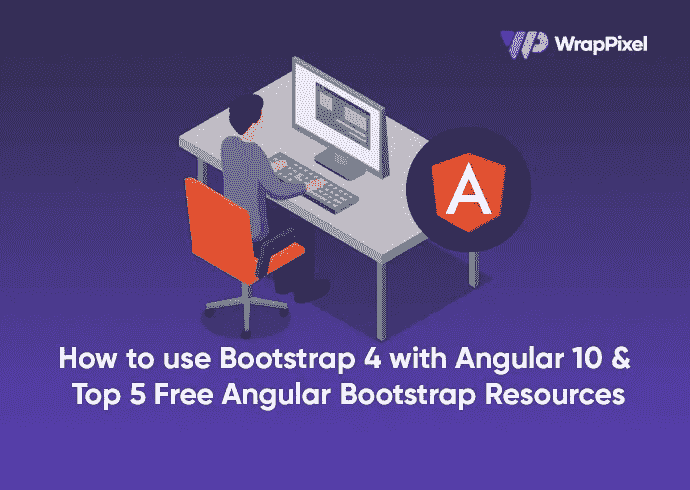 WrapPixel
How to use Bootstrap 4 with Angular 10 &
Top 5 Free Angular Bootstrap Resources